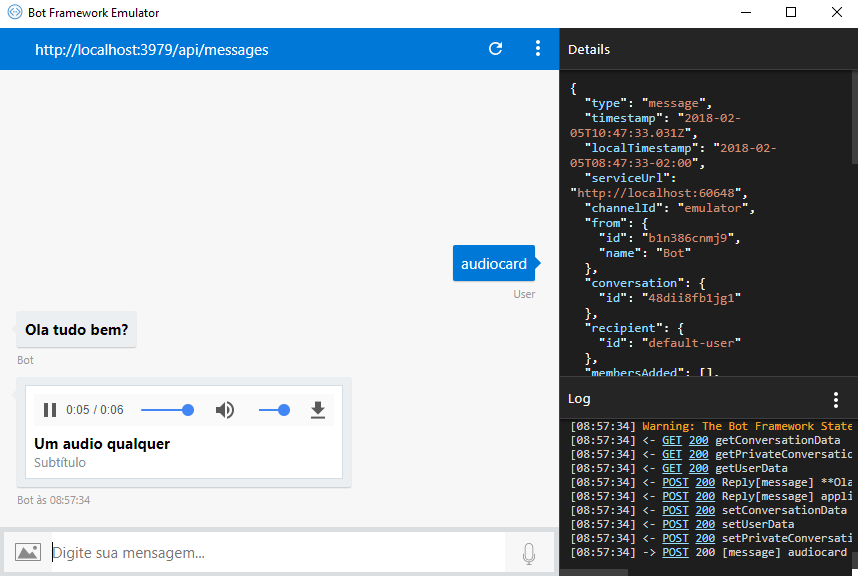 Bot Framework Emulator
http://localhost:3979/api/messages
audiocard
User
Ola tudo bem?
Bot
0:05 / 0:06
Um audio qualquer
Subtítulo
Bot às 08:57:34
Digite sua mensagem...
Details
{
"type": "message",
"timestamp": "2018-02-
05T10:47:33.031Z",
"localTimestamp": "2018-02-
05T08:47:33-02:00",
"serviceUrl":
"http://localhost:60648",
"channelId": "emulator",
"from": {
"id": "b1n386cnmj9",
"name": "Bot"
},
"conversation": {
"id": "48dii8fb1jg1"
},
"recipient": {
"id": "default-user"
},
"membersAdded": [],
Log
[08:57:34] Warning: The Bot Framework State
[08:57:34] <- GET 200 getConversationData
[08:57:34] <- GET 200 getPrivateConversatio
[08:57:34] <- GET 200 getUserData
[08:57:34] <- POST 200 Reply[message] **Ola
[08:57:34] <- POST 200 Reply[message] appli
[08:57:34] <- POST 200 setConversationData
[08:57:34] <- POST 200 setUserData
[08:57:34] <- POST 200 setPrivateConversati
[08:57:34] -> POST 200 [message] audiocard